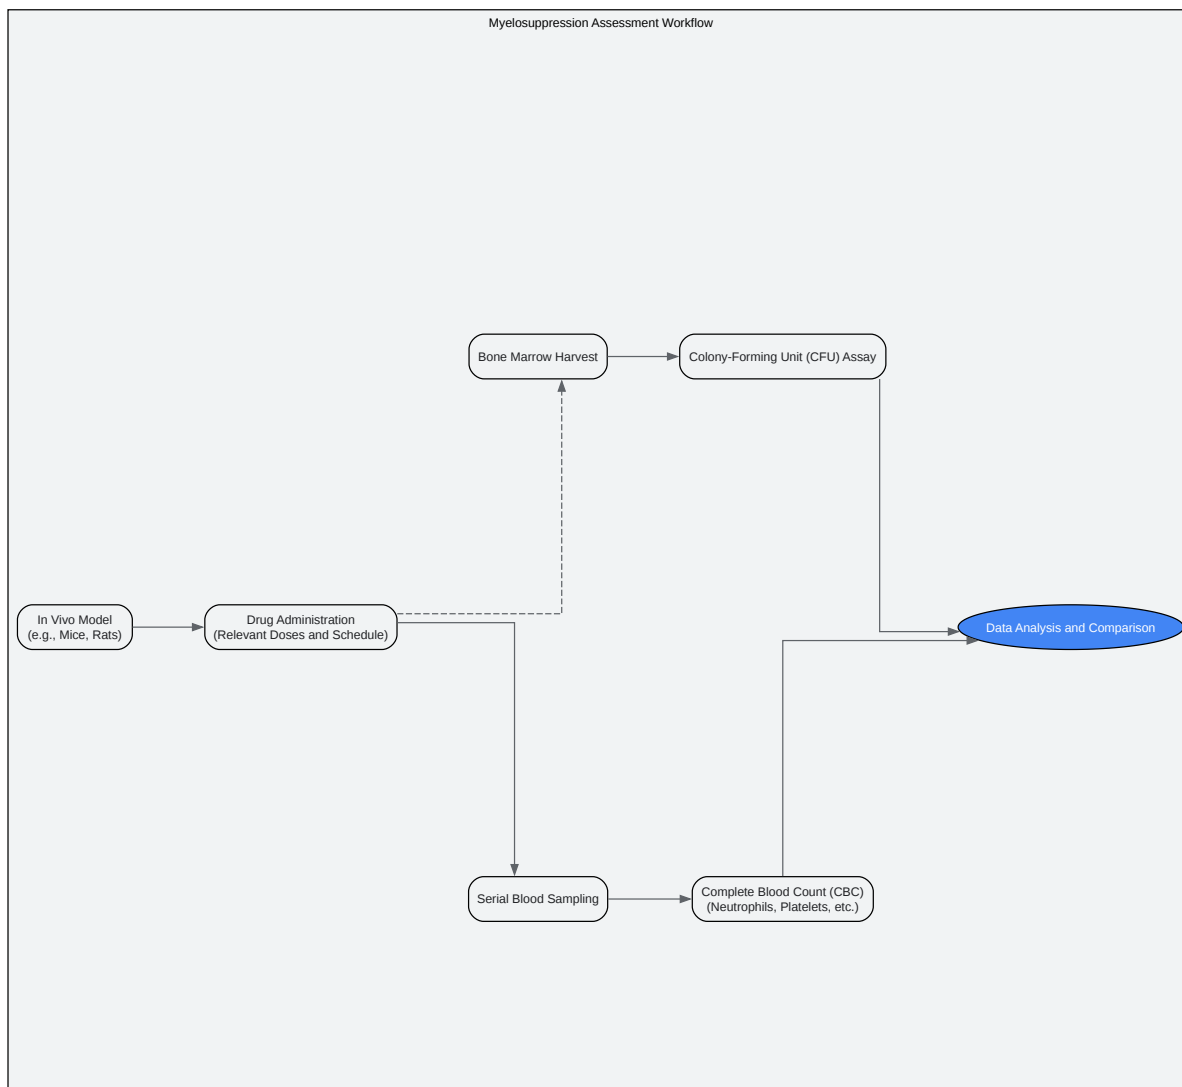 Myelosuppression Assessment Workflow
Bone Marrow Harvest
Colony-Forming Unit (CFU) Assay
In Vivo Model
(e.g., Mice, Rats)
Drug Administration
(Relevant Doses and Schedule)
Data Analysis and Comparison
Serial Blood Sampling
Complete Blood Count (CBC)
(Neutrophils, Platelets, etc.)